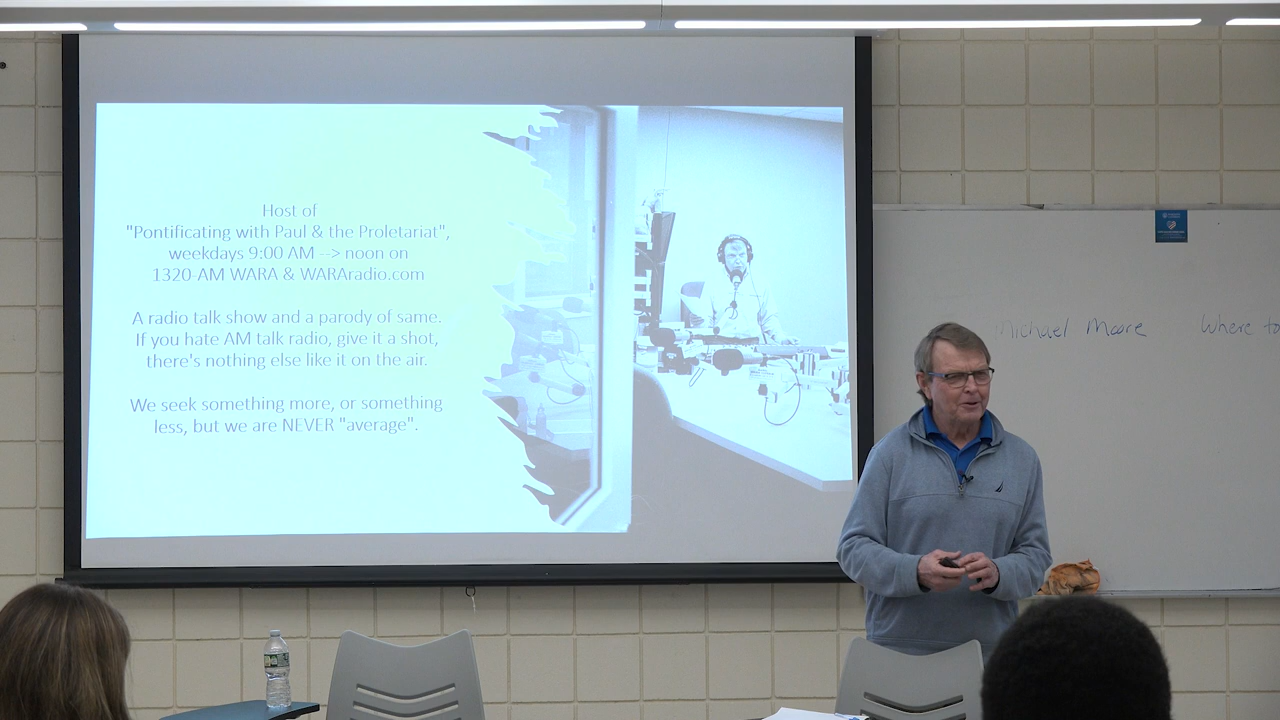 Host of
"Pontificating with Paul & the Proletariat",
weekdays 9:00 AM --> noon on
1320 AM WARA & WARAradio.com
A radio talk show and a parody of same.
If you hate AM talk radio, give it a shot,
there's nothing else like it on the air.
We seek something more, or something
less, but we are NEVER "average".
Michael Moore
Where to